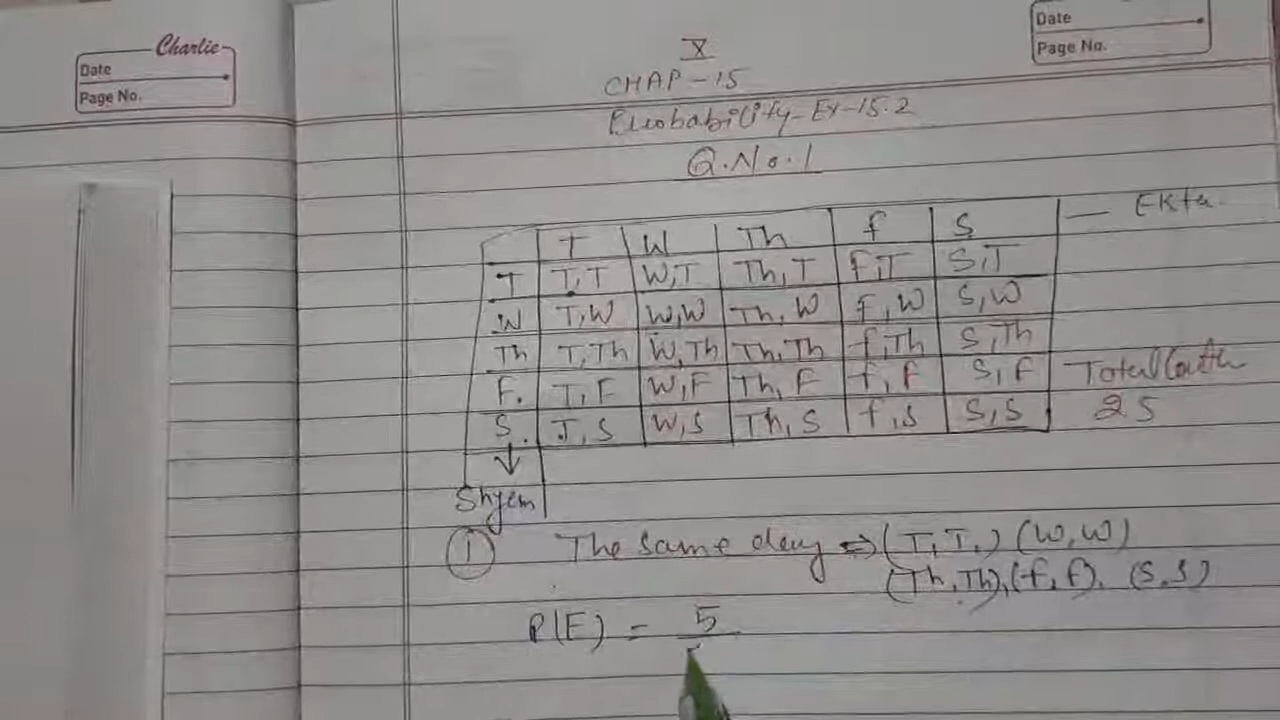 Charlie
Date
Page No.
Date
Page No.
X
CHAP-15
Probability-Ex-15.2
Q.No.1
T W Th f S — Ekta
T T,T W,T Th,T F,T S,T
W T,W W,W Th,W f,W S,W
Th T,Th W,Th Th,Th f,Th S,Th
F. T,F W,F Th,F f,F S,F Total
S. T,S W,S Th,S f,S S,S 25
↓
Shyam
① The same day ⇒ (T,T,) (W,W)
(Th,Th),(f,f), (S,S)
P(E) = 5